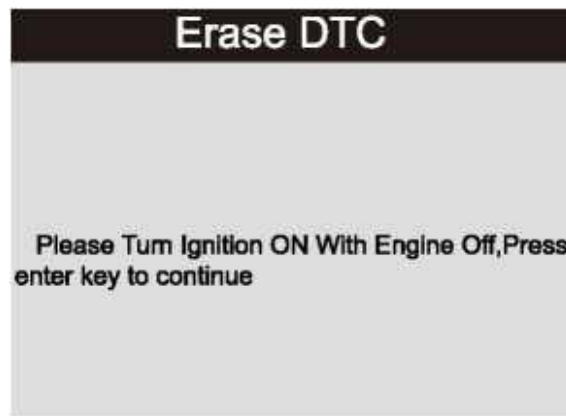 Erase DTC
Please Turn Ignition ON With Engine Off,Press
enter key to continue